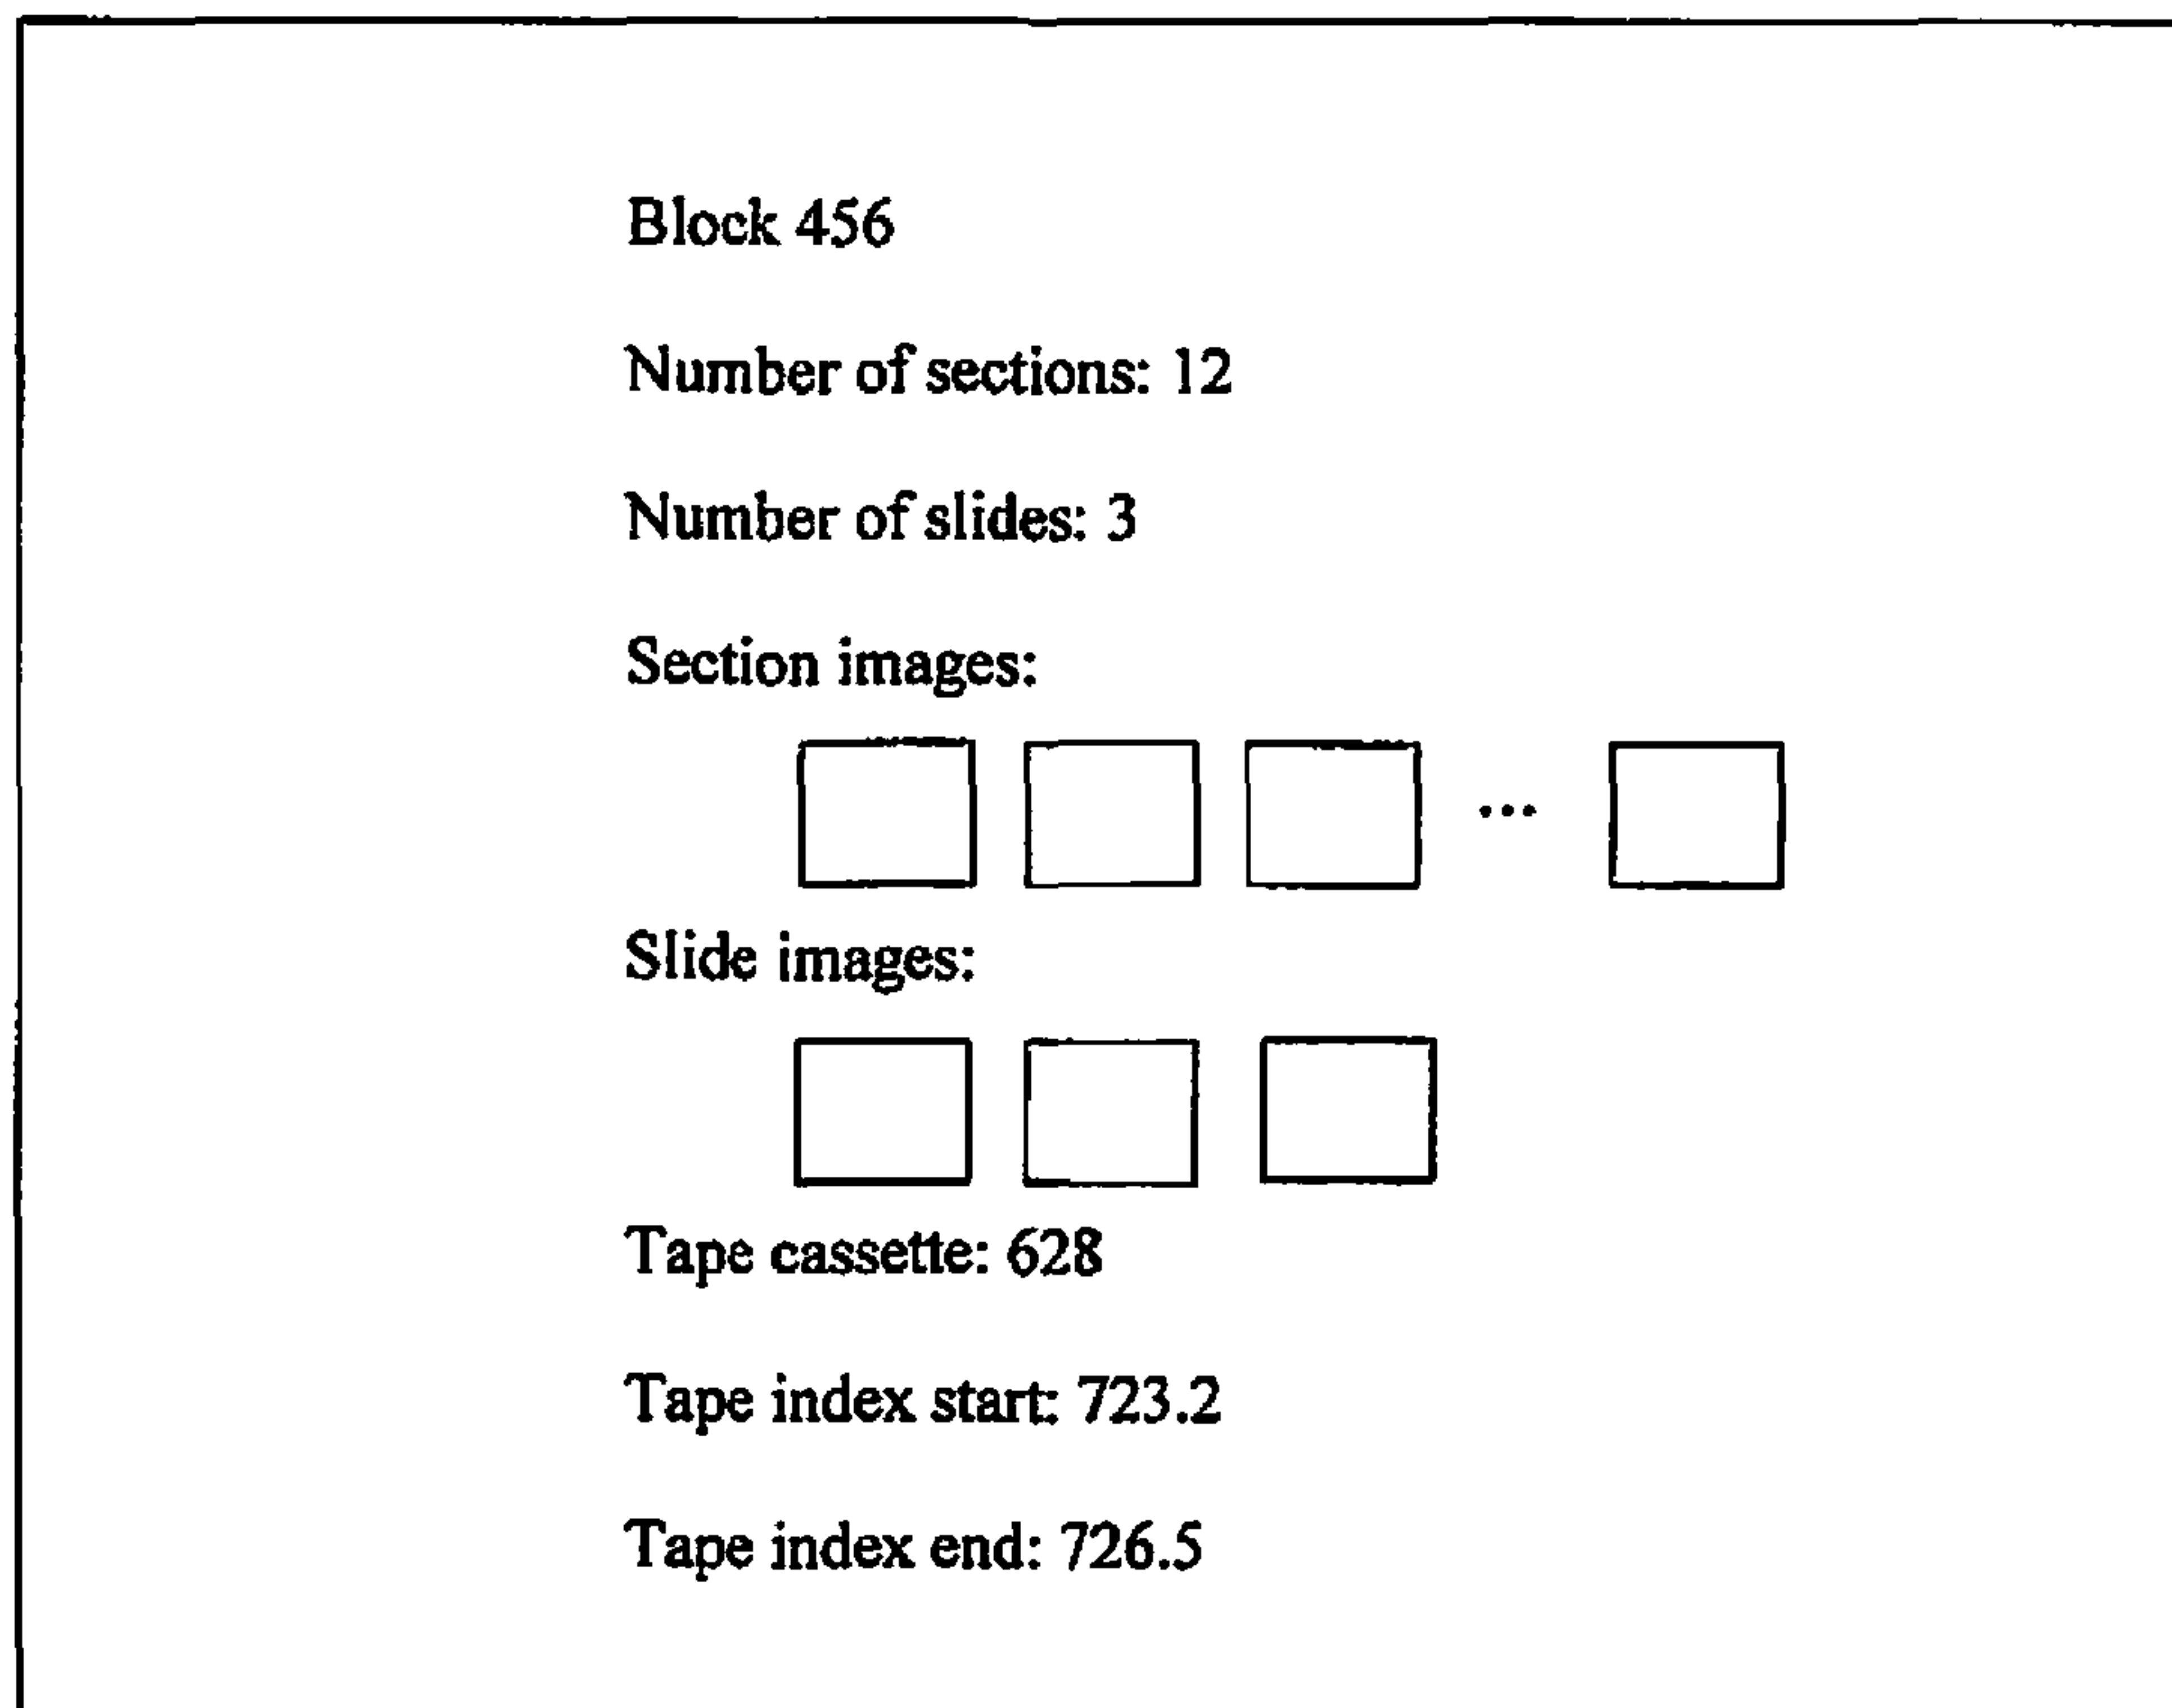 Block 456
Number of sections: 12
Number of slides: 3
Section images:
...
Slide images:
Tape cassette: 628
Tape index start: 723.2
Tape index end: 726.5